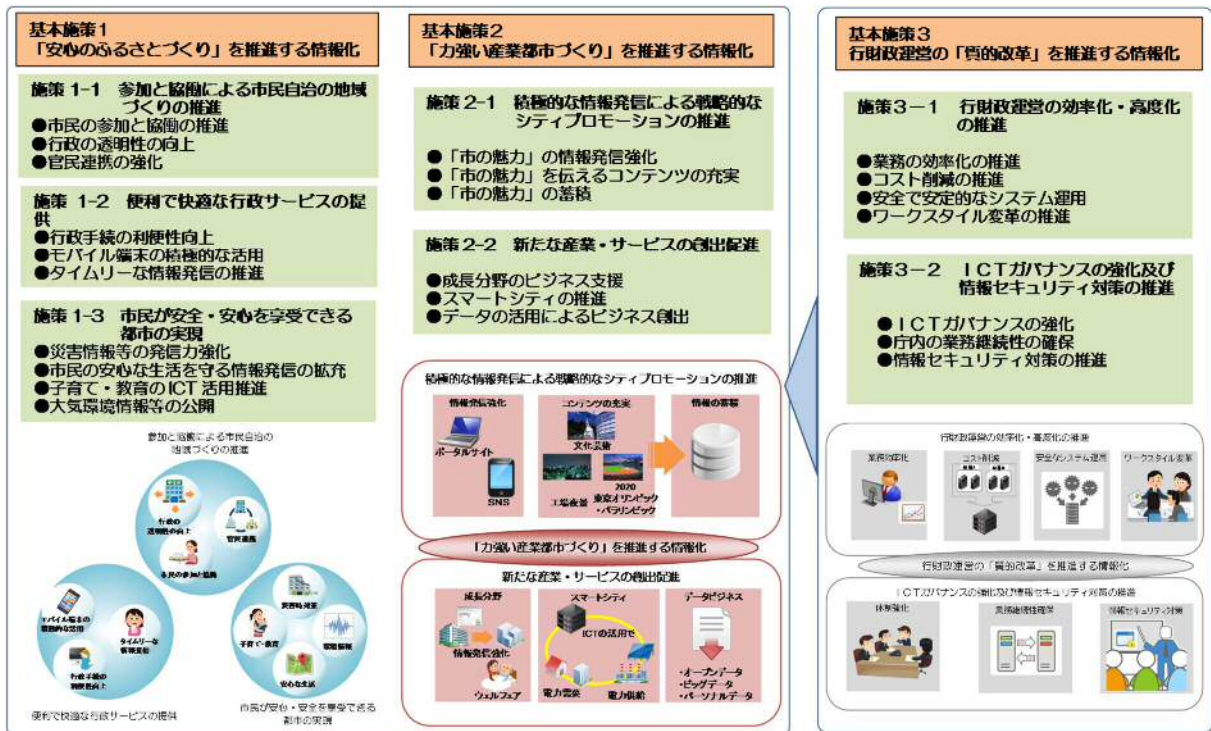 基本施策1
「安心のふるさとづくり」を推進する情報化
施策 1-1 参加と協働による市民自治の地域
づくりの推進
●市民の参加と協働の推進
●行政の透明性の向上
●官民連携の強化
施策 1-2 便利で快適な行政サービスの提
供
●行政手続の利便性向上
●モバイル端末の積極的な活用
●タイムリーな情報発信の推進
施策 1-3 市民が安全・安心を享受できる
都市の実現
●災害情報等の発信力強化
●市民の安心な生活を守る情報発信の拡充
●子育て・教育のICT 活用推進
●大気環境情報等の公開
参加と協働による市民自治の
地域づくりの推進
行政の
透明性の向上
官民連携
市民の参加と協働
モバイル端末の
積極的な活用
タイムリーな
情報発信
行政手続の
利便性向上
災害時対策
子育て・教育
環境情報
安心な生活
便利で快適な行政サービスの提供
市民が安心・安全を享受できる
都市の実現
基本施策2
「力強い産業都市づくり」を推進する情報化
施策 2-1 積極的な情報発信による戦略的な
シティプロモーションの推進
●「市の魅力」の情報発信強化
●「市の魅力」を伝えるコンテンツの充実
●「市の魅力」の蓄積
施策 2-2 新たな産業・サービスの創出促進
●成長分野のビジネス支援
●スマートシティの推進
●データの活用によるビジネス創出
積極的な情報発信による戦略的なシティプロモーションの推進
情報発信強化
ポータルサイト
SNS
コンテンツの充実
文化芸術
工場夜景
2020
東京オリンピック
・パラリンピック
情報の蓄積
「力強い産業都市づくり」を推進する情報化
新たな産業・サービスの創出促進
成長分野
情報発信強化
ウェルフェア
スマートシティ
ICTの活用で
電力需要
電力供給
データビジネス
・オープンデータ
・ビッグデータ
・パーソナルデータ
基本施策3
行財政運営の「質的改革」を推進する情報化
施策3-1 行財政運営の効率化・高度化
の推進
●業務の効率化の推進
●コスト削減の推進
●安全で安定的なシステム運用
●ワークスタイル変革の推進
施策3-2 ICTガバナンスの強化及び
情報セキュリティ対策の推進
●ICTガバナンスの強化
●庁内の業務継続性の確保
●情報セキュリティ対策の推進
行財政運営の効率化・高度化の推進
業務効率化
コスト削減
安全なシステム運用
ワークスタイル変革
行財政運営の「質的改革」を推進する情報化
ICTガバナンスの強化及び情報セキュリティ対策の推進
体制強化
業務継続性確保
情報セキュリティ対策